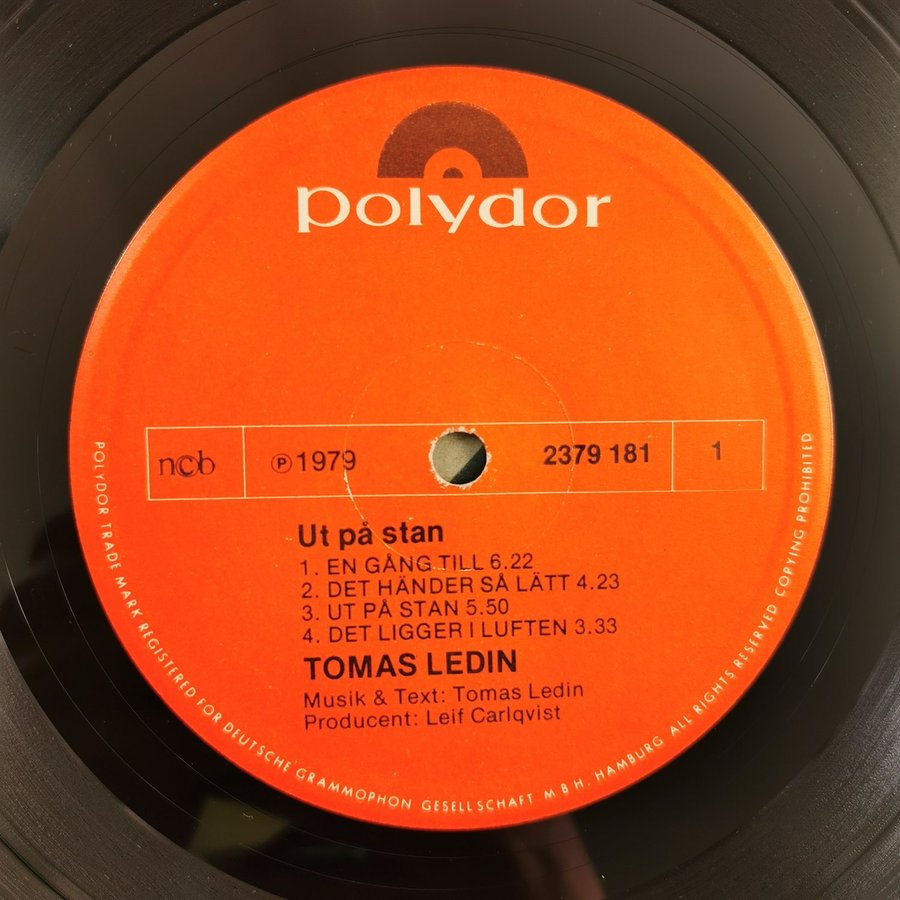 polydor
ncb
Ⓟ1979
2379 181
1
Ut på stan
1. EN GÅNG TILL 6.22
2. DET HÄNDER SÅ LÄTT 4.23
3. UT PÅ STAN 5.50
4. DET LIGGER I LUFTEN 3.33
TOMAS LEDIN
Musik & Text: Tomas Ledin
Producent: Leif Carlqvist
POLYDOR TRADE MARK REGISTERED FOR DEUTSCHE GRAMMOPHON GESELLSCHAFT M B H. HAMBURG ALL RIGHTS RESERVED COPYING PROHIBITED